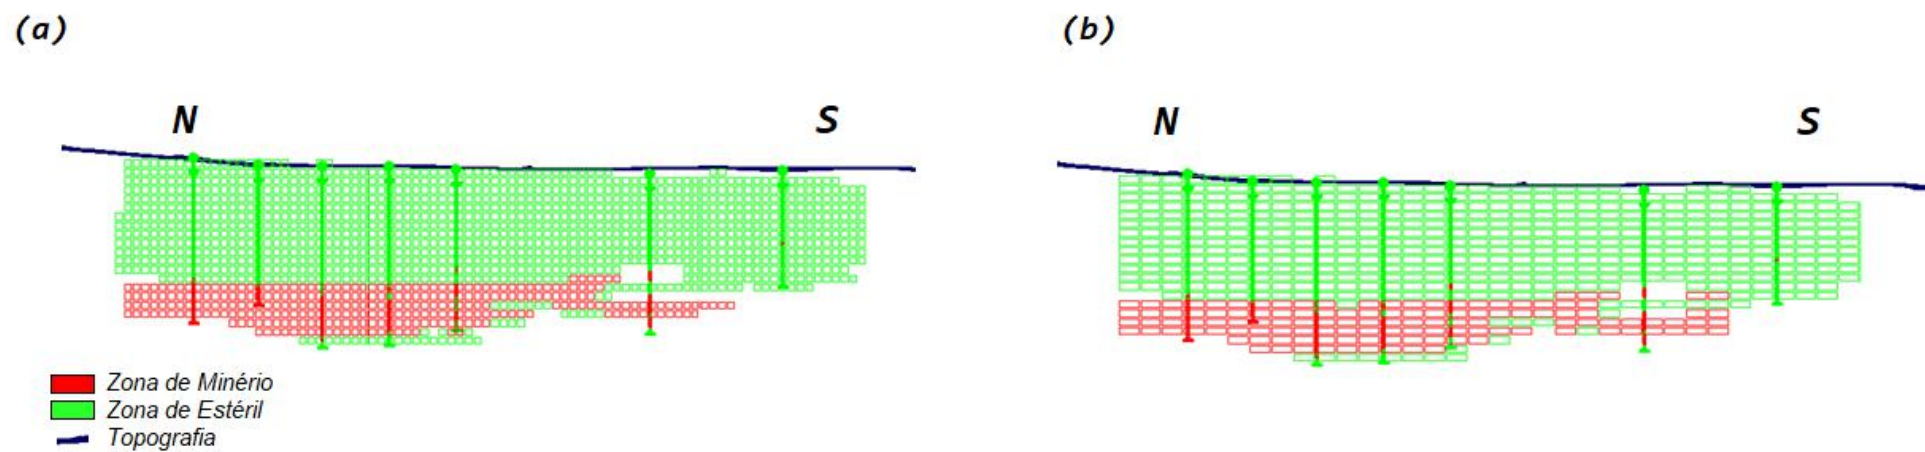 (a)
(b)
N
S
N
S
Zona de Minério
Zona de Estéril
Topografia